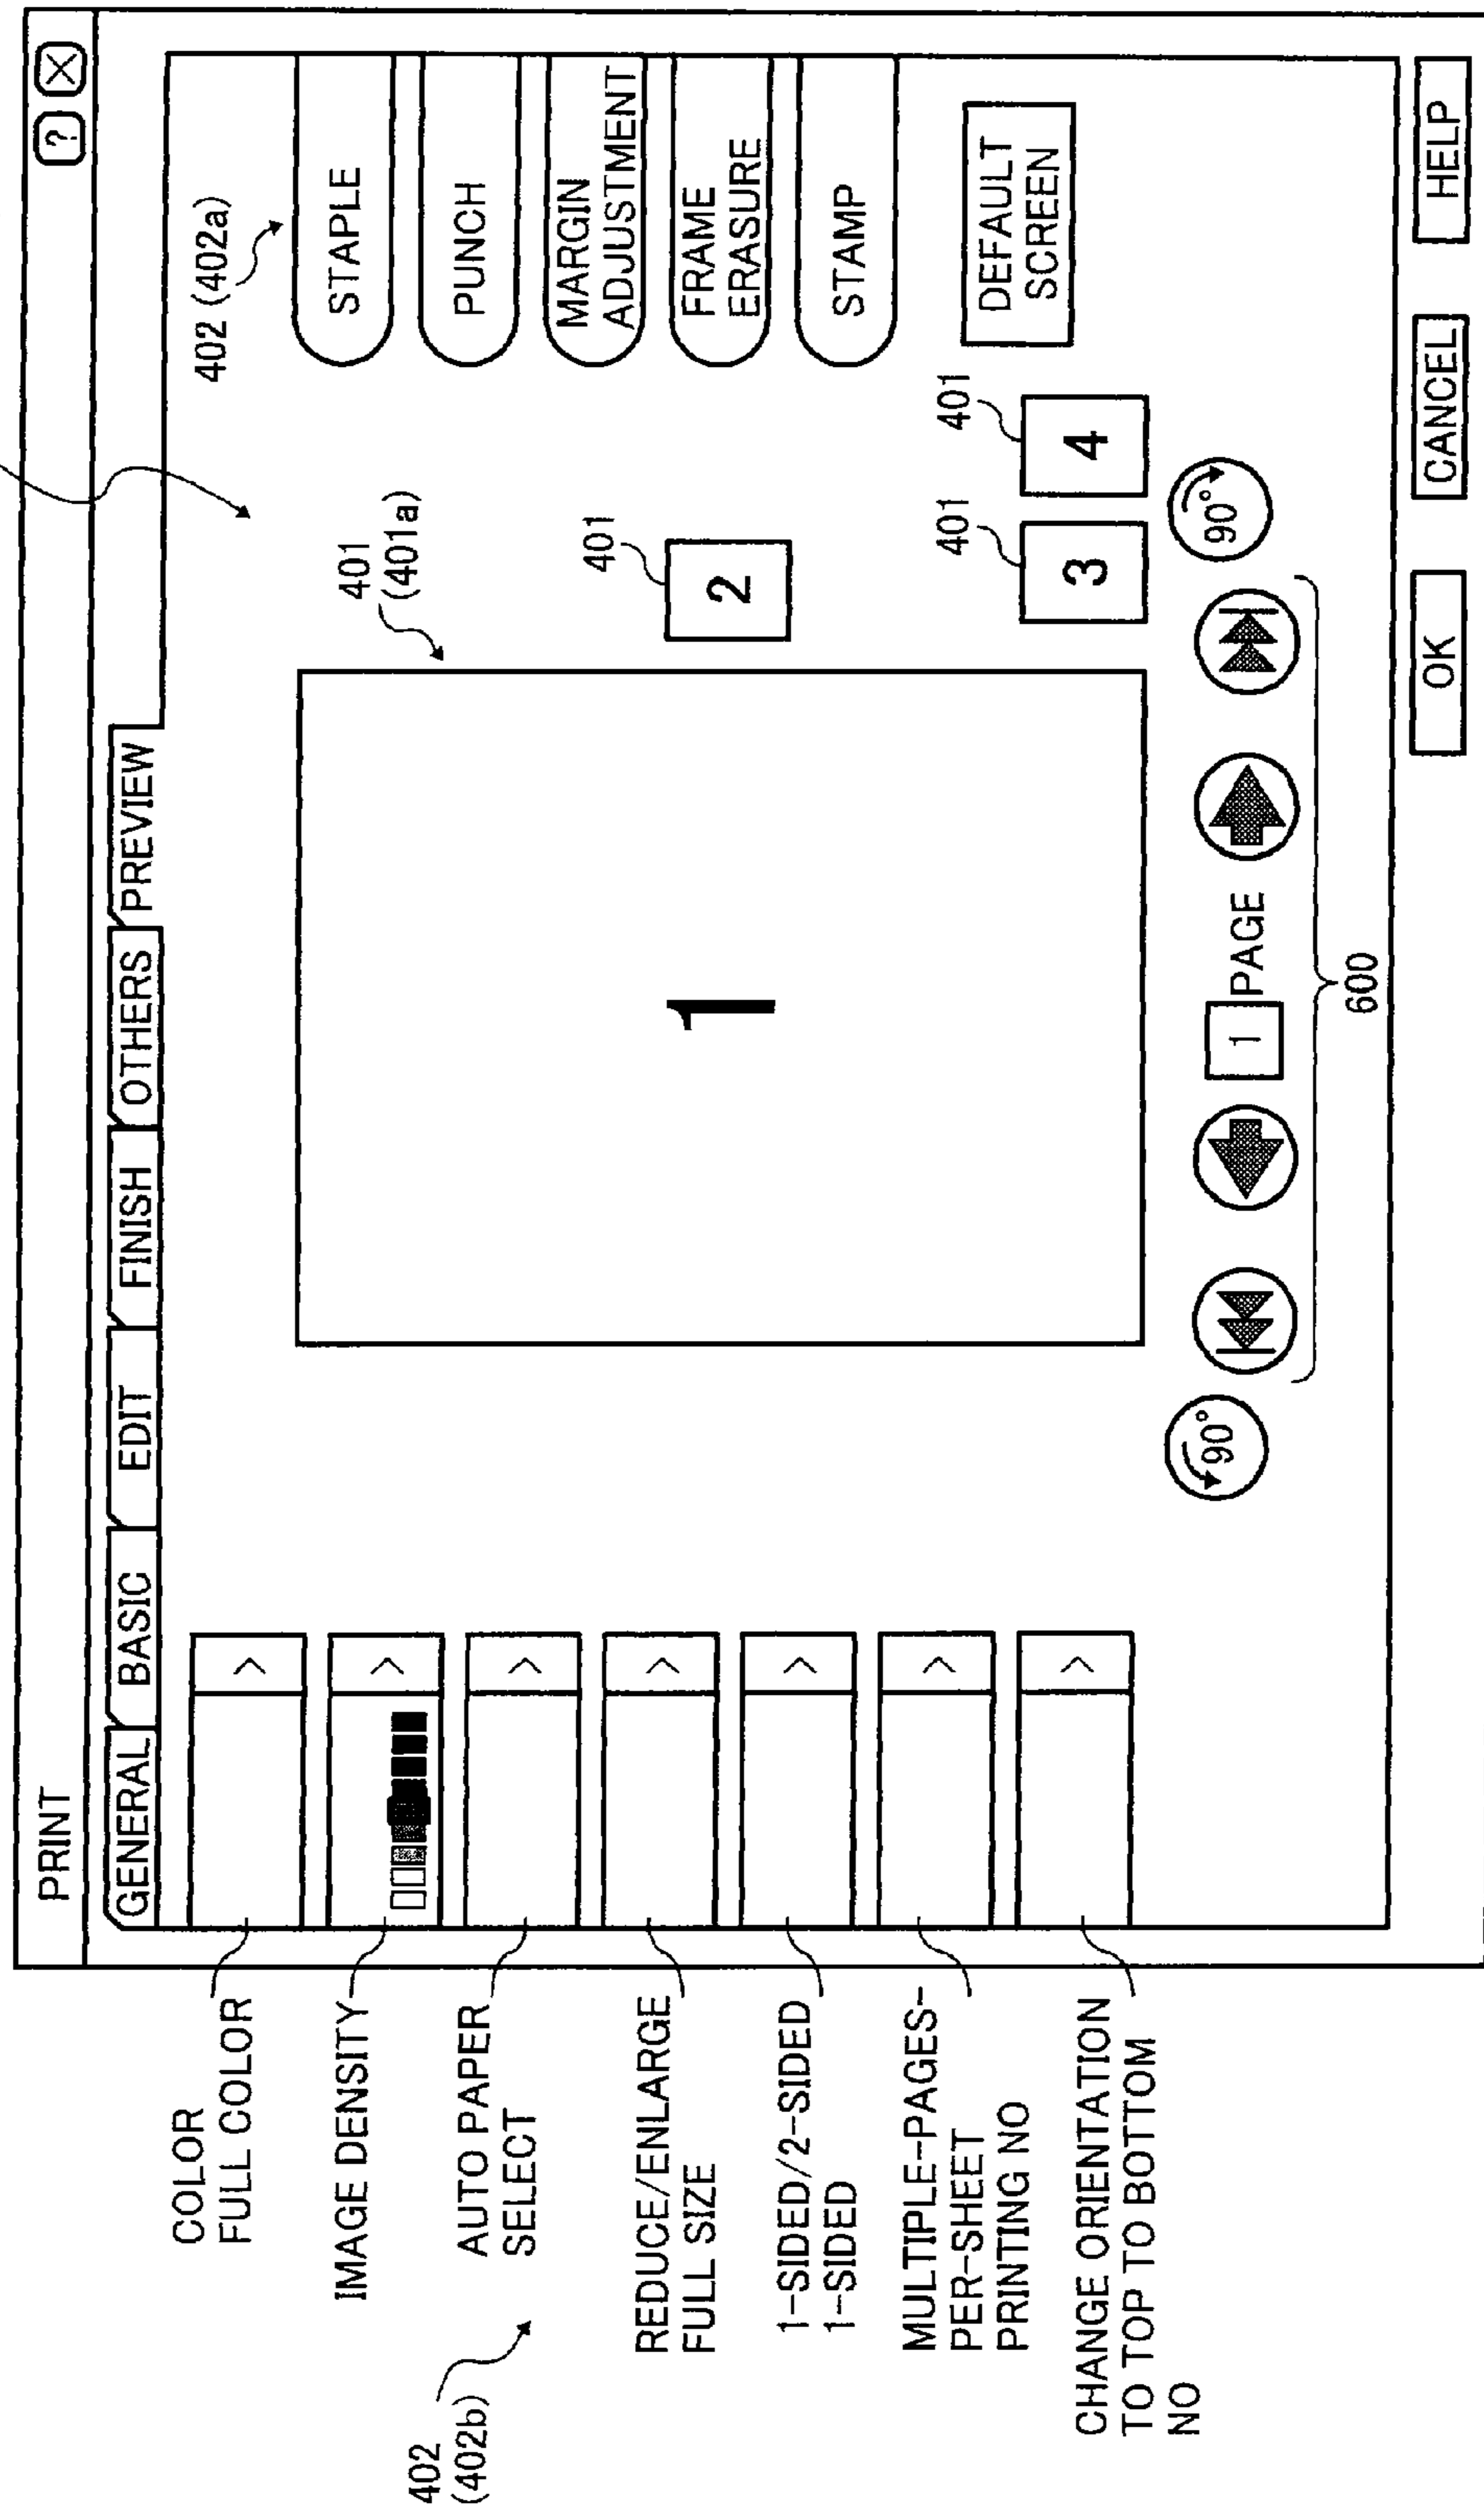 PRINT
?
X
GENERAL
BASIC
EDIT
FINISH
OTHERS
PREVIEW
COLOR
FULL COLOR
IMAGE DENSITY
AUTO PAPER
SELECT
402
(402b)
REDUCE/ENLARGE
FULL SIZE
1-SIDED/2-SIDED
1-SIDED
MULTIPLE-PAGES-
PER-SHEET
PRINTING NO
CHANGE ORIENTATION
TO TOP TO BOTTOM
NO
401
(401a)
1
401
2
401
3
401
4
402 (402a)
STAPLE
PUNCH
MARGIN
ADJUSTMENT
FRAME
ERASURE
STAMP
DEFAULT
SCREEN
90°
1 PAGE
90°
600
OK
CANCEL
HELP